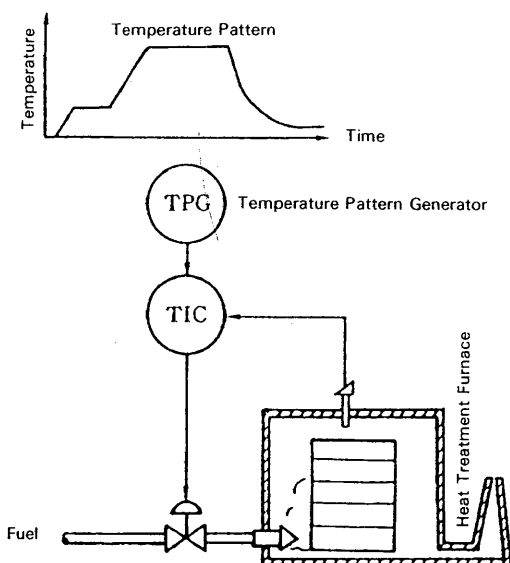 Temperature Pattern
Temperature
Time
TPG
Temperature Pattern Generator
TIC
Heat Treatment Furnace
Fuel